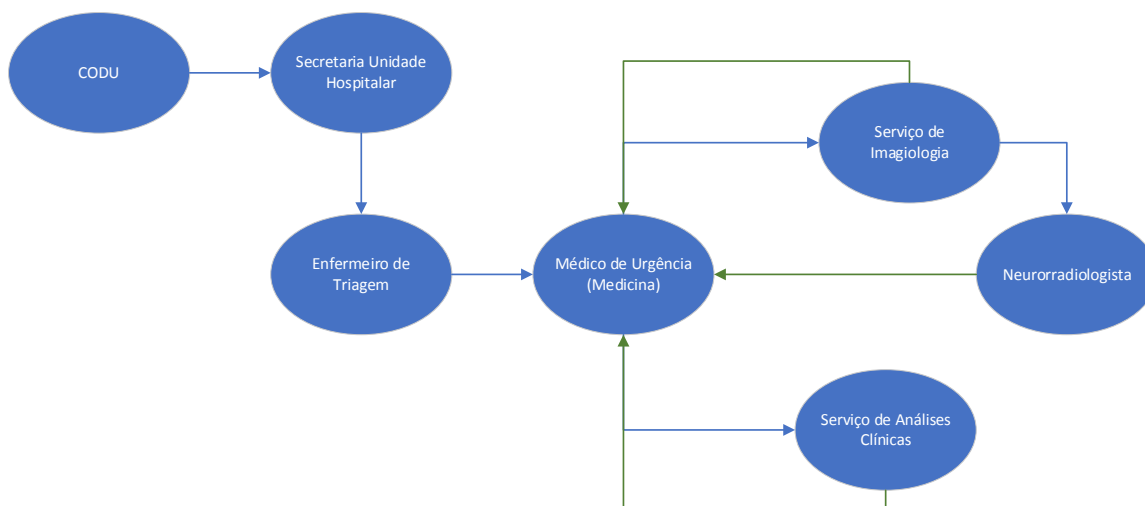 CODU
Secretaria Unidade
Hospitalar
Serviço de
Imagiologia
Enfermeiro de
Triagem
Médico de Urgência
(Medicina)
Neurorradiologista
Serviço de Análises
Clínicas